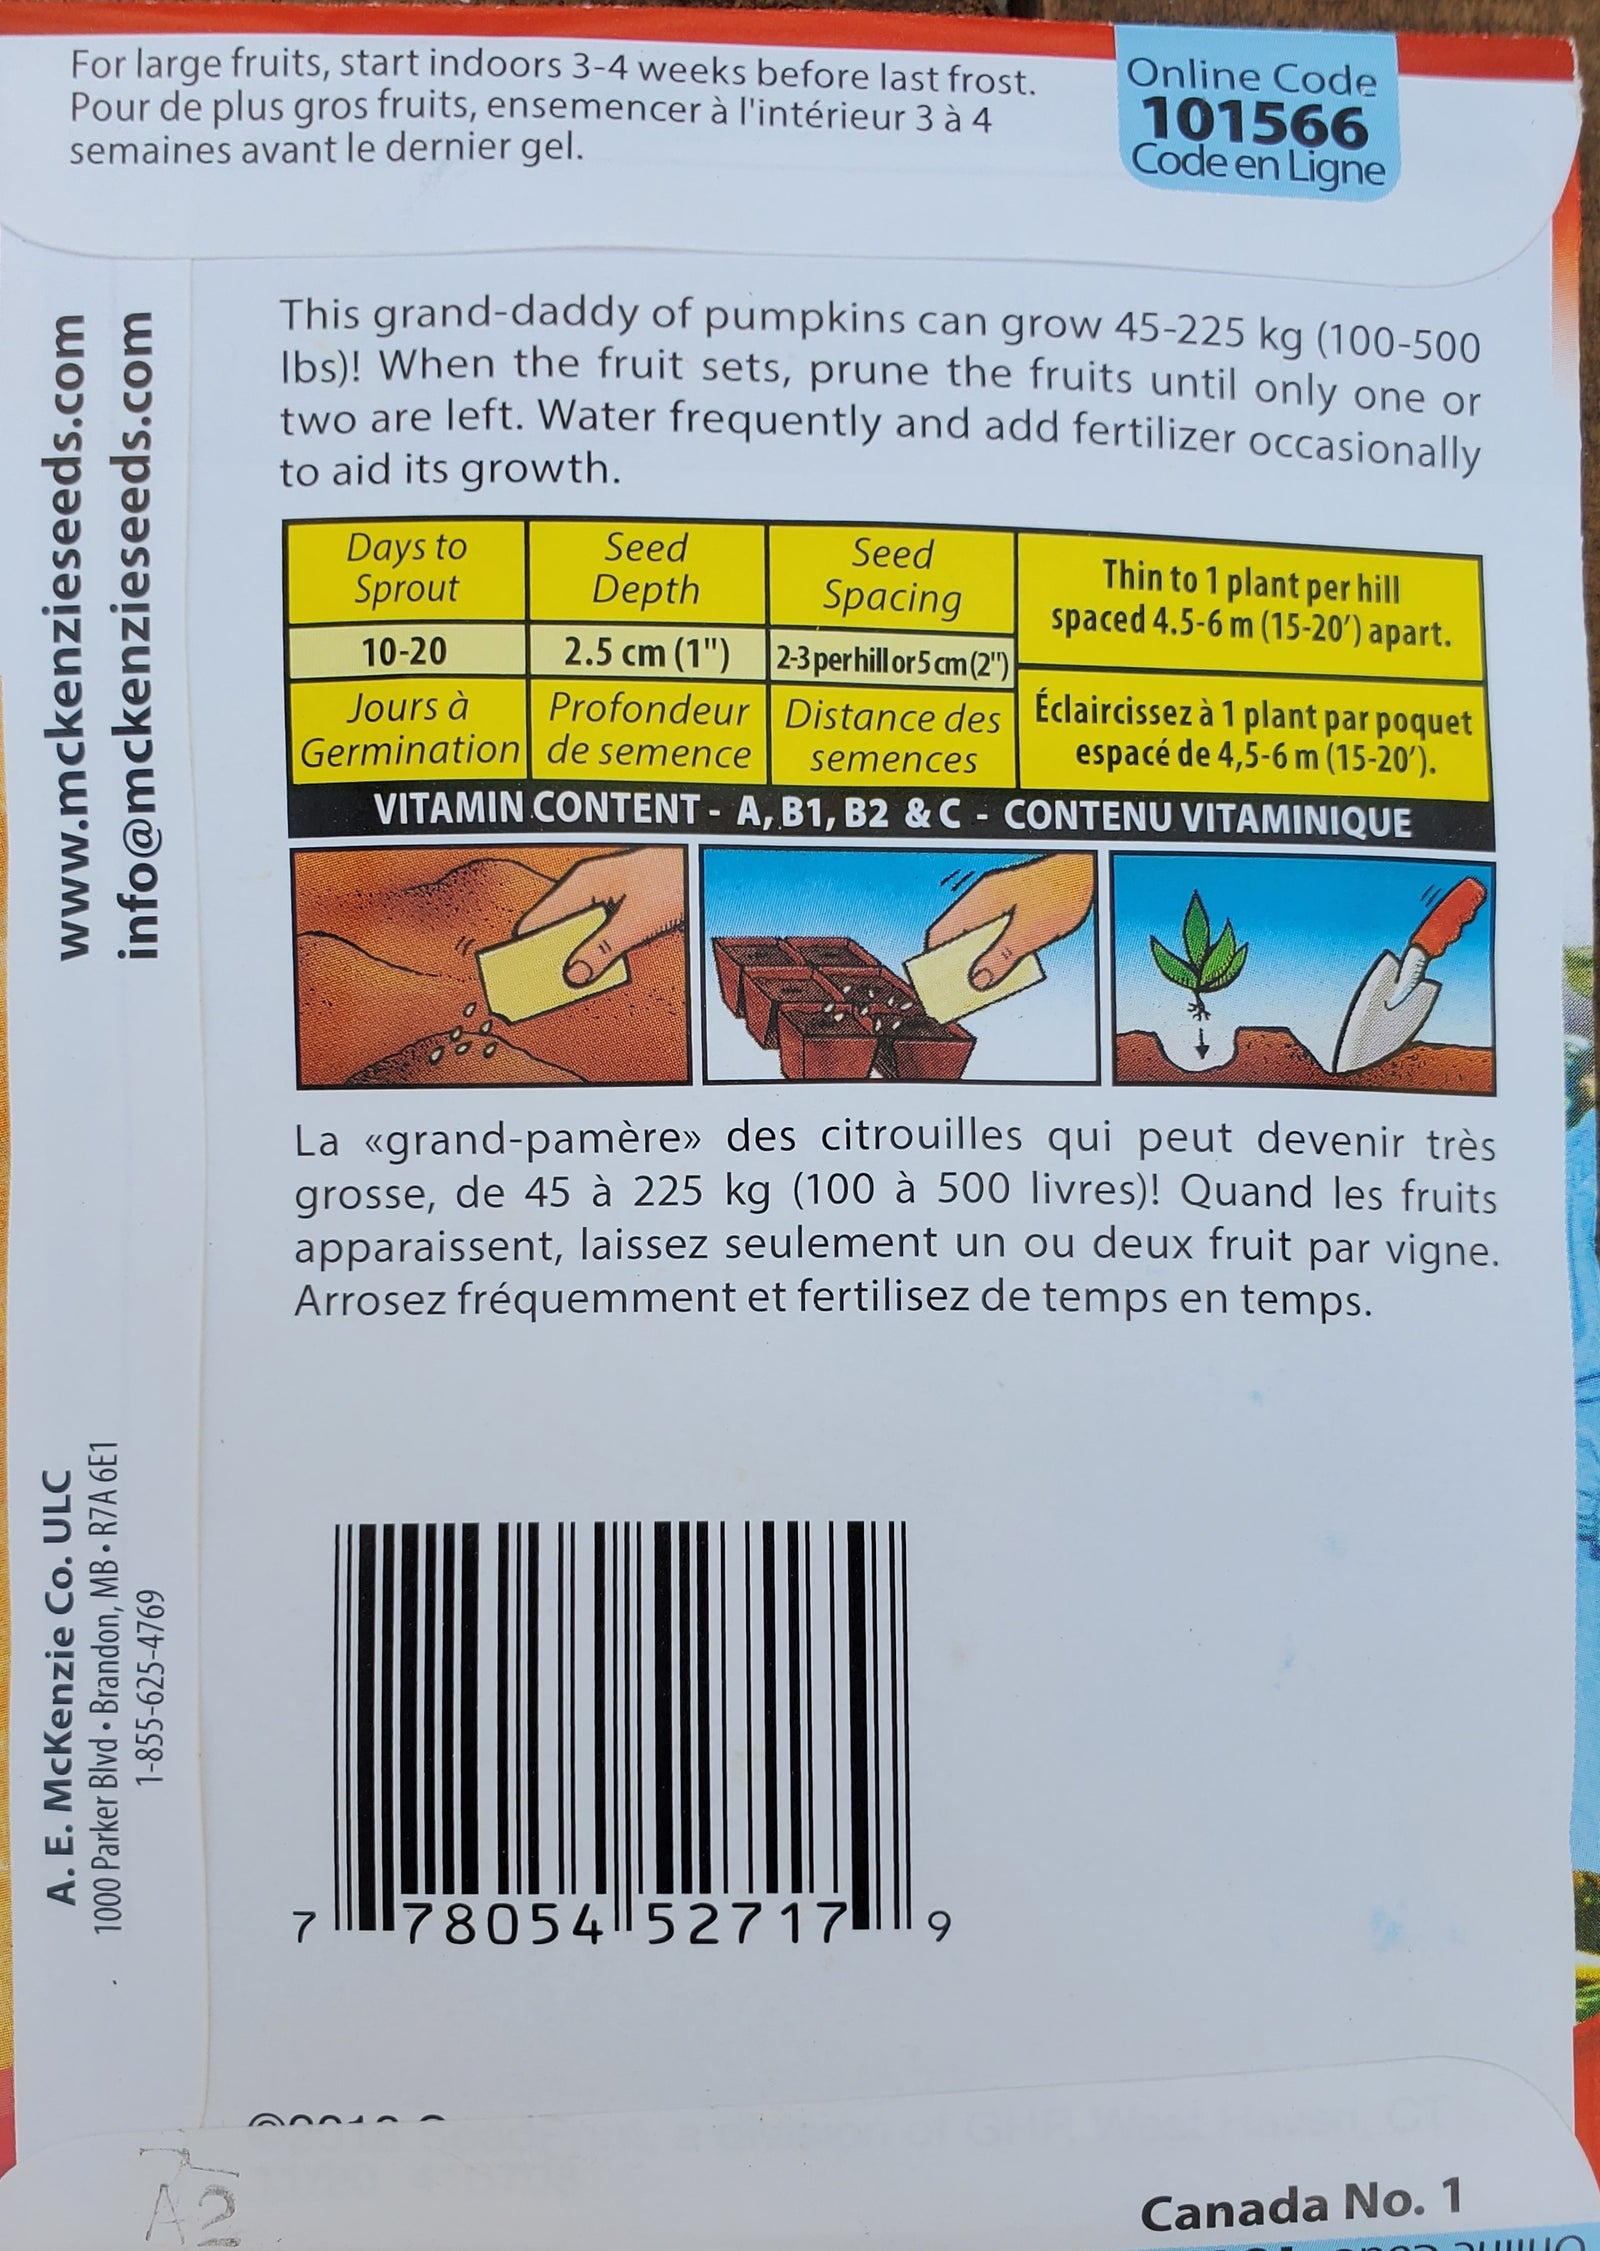 For large fruits, start indoors 3-4 weeks before last frost.
Pour de plus gros fruits, ensemencer à l'intérieur 3 à 4
semaines avant le dernier gel.
Online Code
101566
Code en Ligne
www.mckenzieseeds.com
info@mckenzieseeds.com
This grand-daddy of pumpkins can grow 45-225 kg (100-500
lbs)! When the fruit sets, prune the fruits until only one or
two are left. Water frequently and add fertilizer occasionally
to aid its growth.
Days to
Sprout
10-20
Jours à
Germination
Seed
Depth
2.5 cm (1")
Profondeur
de semence
Seed
Spacing
2-3 per hill or 5 cm (2")
Distance des
semences
Thin to 1 plant per hill
spaced 4.5-6 m (15-20') apart.
Éclaircissez à 1 plant par poquet
espacé de 4,5-6 m (15-20').
VITAMIN CONTENT - A, B1, B2 & C - CONTENU VITAMINIQUE
La «grand-pamère» des citrouilles qui peut devenir très
grosse, de 45 à 225 kg (100 à 500 livres)! Quand les fruits
apparaissent, laissez seulement un ou deux fruit par vigne.
Arrosez fréquemment et fertilisez de temps en temps.
A. E. McKenzie Co. ULC
1000 Parker Blvd • Brandon, MB • R7A 6E1
1-855-625-4769
7 78054 52717 9
A2
Canada No. 1